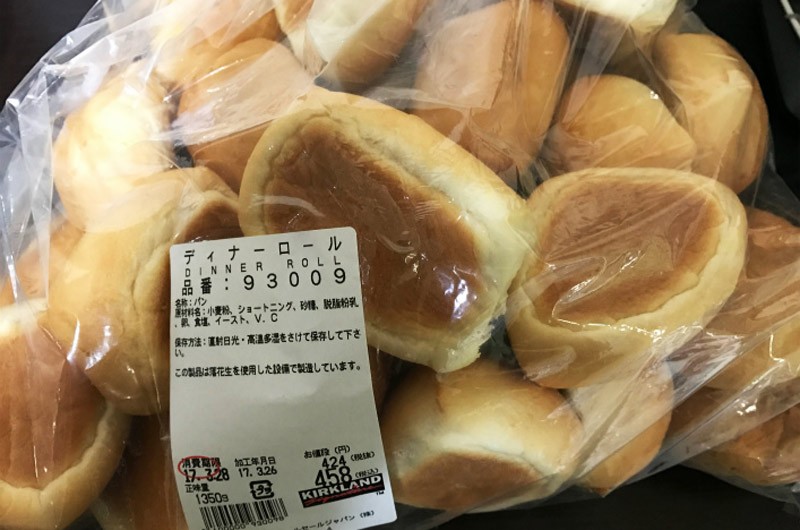 ディナーロール
DINNER ROLL
品番：93009
名称：パン
原材料名：小麦粉、ショートニング、砂糖、脱脂粉乳
、卵、食塩、イースト、V.C
保存方法：直射日光・高温多湿をさけて保存して下さ
い。
この製品は落花生を使用した設備で製造しています。
消費期限 加工年月日 お値段（円）
17.3.28 17.3.26 424（税抜）
正味量 458（税込）
1350g KIRKLAND